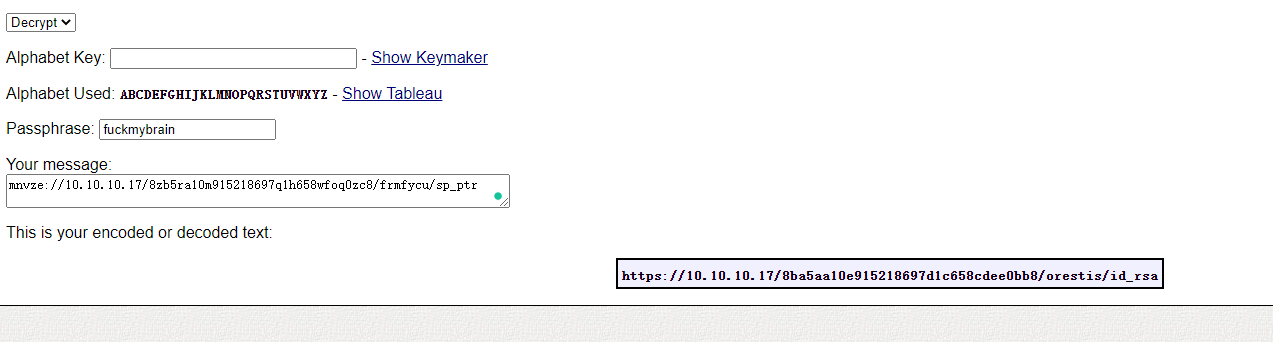 Decrypt
Alphabet Key: - Show Keymaker
Alphabet Used: ABCDEFGHIJKLMNOPQRSTUVWXYZ - Show Tableau
Passphrase: fuckmybrain
Your message:
mnvze://10.10.10.17/8zb5ra10m915218697q1h658wfoq0zc8/frmfycu/sp_ptr
This is your encoded or decoded text:
https://10.10.10.17/8ba5aa10e915218697d1c658cdee0bb8/orestis/id_rsa